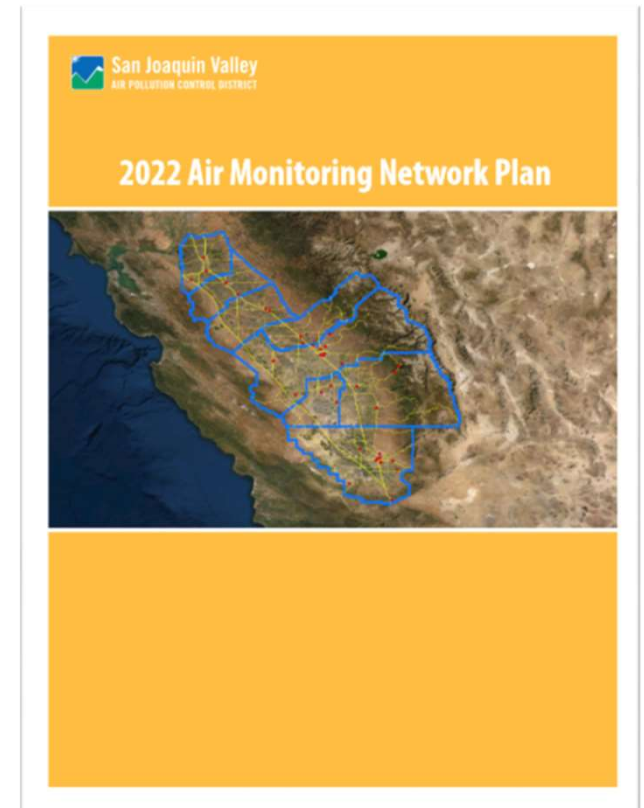 San Joaquin Valley
AIR POLLUTION CONTROL DISTRICT
2022 Air Monitoring Network Plan